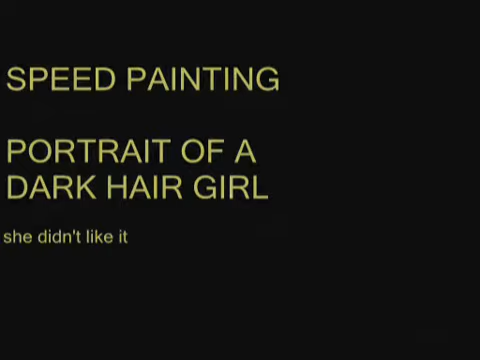 SPEED PAINTING
PORTRAIT OF A
DARK HAIR GIRL
she didn't like it